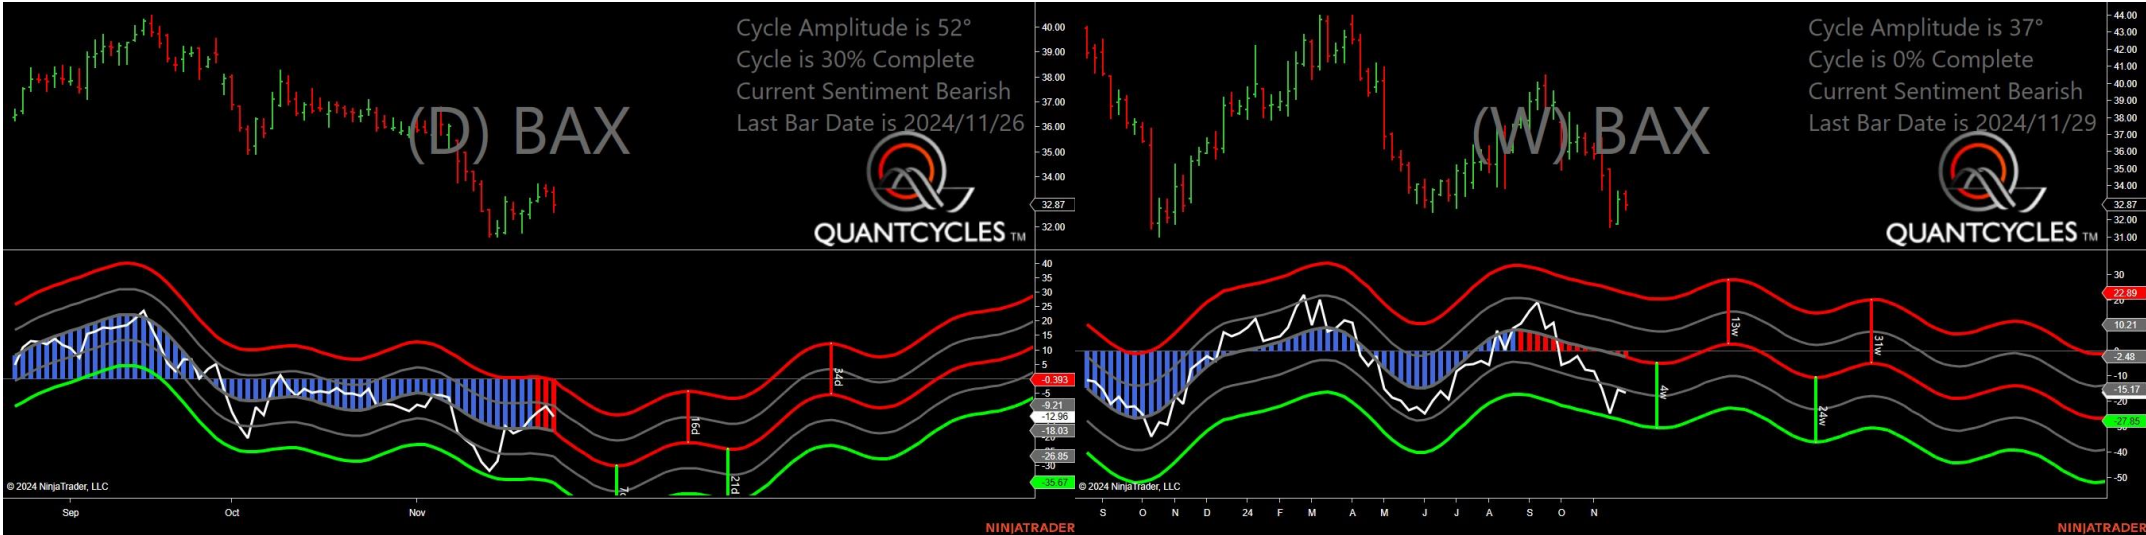 Cycle Amplitude is 52°
Cycle is 30% Complete
Current Sentiment Bearish
Last Bar Date is 2024/11/26
(D) BAX
QUANTCYCLES TM
40.00
39.00
38.00
37.00
36.00
35.00
34.00
32.87
32.00
40
35
30
25
20
15
10
5
-0.393
-5
-9.21
-12.96
-18.03
-26.85
-30
-35.67
16d
34d
21d
© 2024 NinjaTrader, LLC
Sep
Oct
Nov
NINJATRADER
Cycle Amplitude is 37°
Cycle is 0% Complete
Current Sentiment Bearish
Last Bar Date is 2024/11/29
(W) BAX
QUANTCYCLES TM
44.00
43.00
42.00
41.00
40.00
39.00
38.00
37.00
36.00
35.00
34.00
32.87
32.00
31.00
30
22.89
10.21
-2.48
-10
-15.17
-20
-27.85
-40
-50
4w
13w
24w
31w
© 2024 NinjaTrader, LLC
S O N D 24 F M A M J J A S O N
NINJATRADER